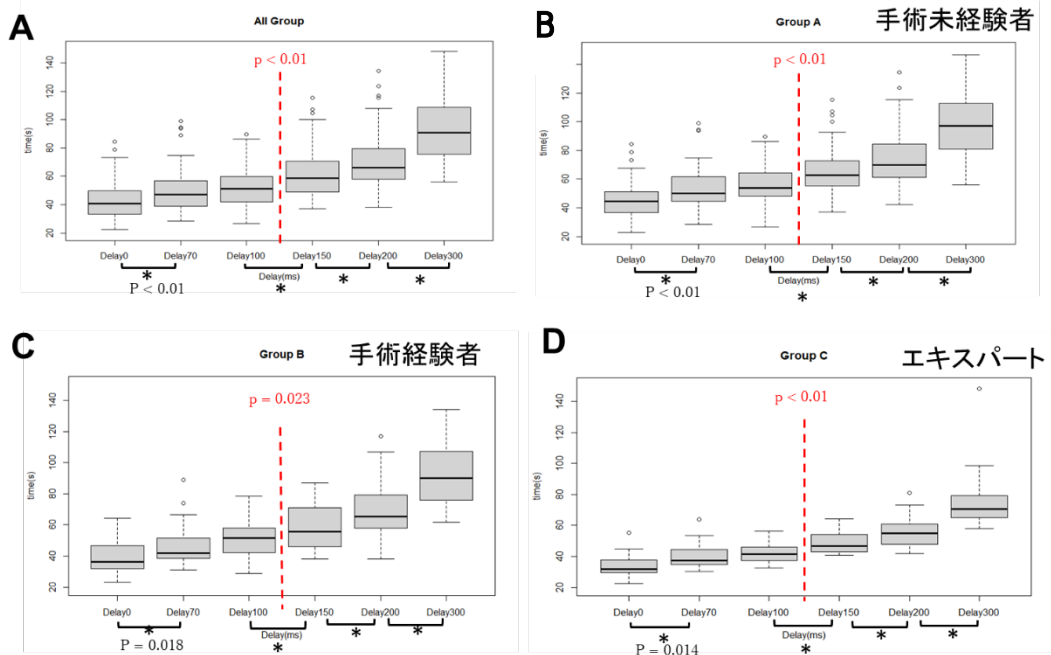 A
All Group
p < 0.01
time(s)
20
40
60
80
100
120
140
Delay0
Delay70
Delay100
Delay150
Delay200
Delay300
Delay(ms)
*
*
*
*
P < 0.01
B
Group A
手術未経験者
p < 0.01
time(s)
20
40
60
80
100
120
140
Delay0
Delay70
Delay100
Delay150
Delay200
Delay300
Delay(ms)
*
*
*
*
P < 0.01
C
Group B
手術経験者
p = 0.023
time(s)
20
40
60
80
100
120
140
Delay0
Delay70
Delay100
Delay150
Delay200
Delay300
Delay(ms)
*
*
*
*
P = 0.018
D
Group C
エキスパート
p < 0.01
time(s)
20
40
60
80
100
120
140
Delay0
Delay70
Delay100
Delay150
Delay200
Delay300
Delay(ms)
*
*
*
*
P = 0.014